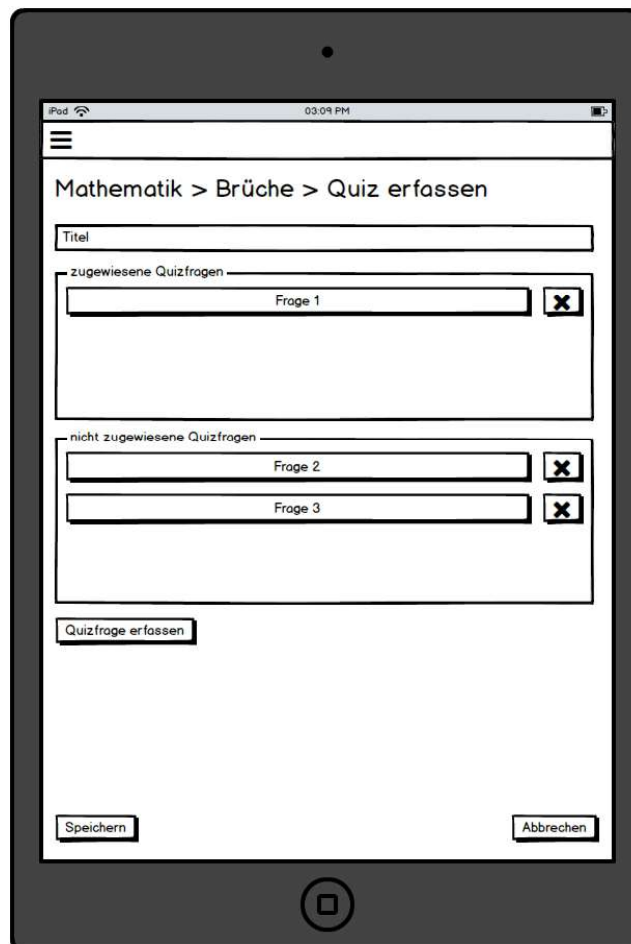 iPod 03:09 PM
Mathematik > Brüche > Quiz erfassen
Titel
zugewiesene Quizfragen
Frage 1
nicht zugewiesene Quizfragen
Frage 2
Frage 3
Quizfrage erfassen
Speichern Abbrechen